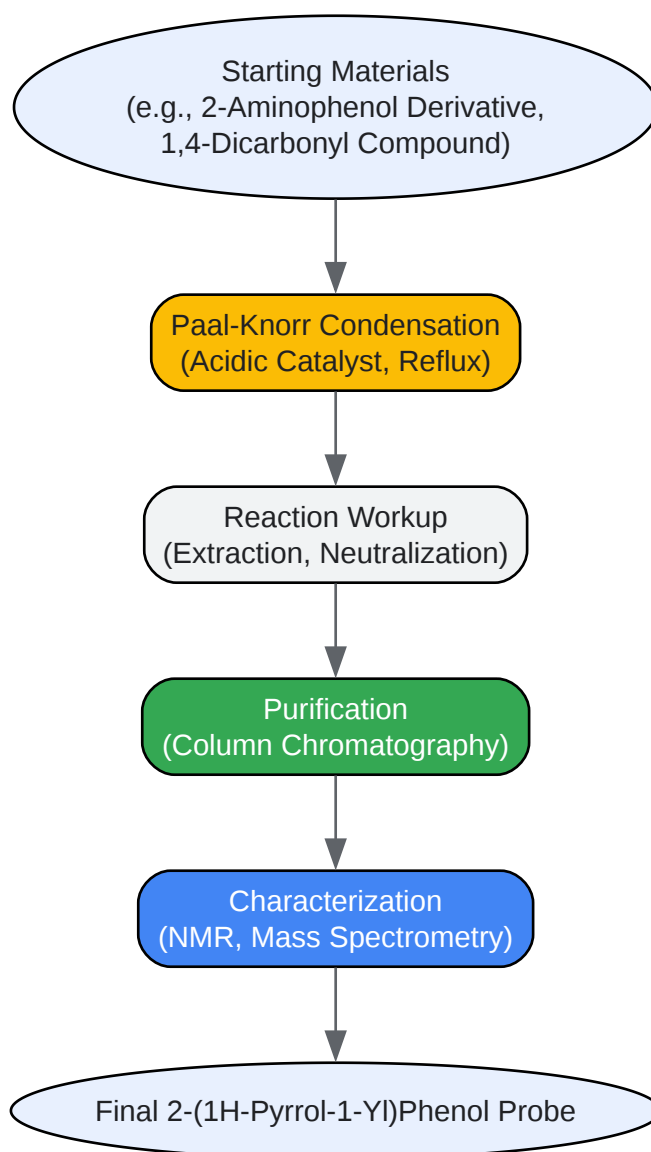 Starting Materials
(e.g., 2-Aminophenol Derivative,
1,4-Dicarbonyl Compound)
Paal-Knorr Condensation
(Acidic Catalyst, Reflux)
Reaction Workup
(Extraction, Neutralization)
Purification
(Column Chromatography)
Characterization
(NMR, Mass Spectrometry)
Final 2-(1H-Pyrrol-1-Yl)Phenol Probe